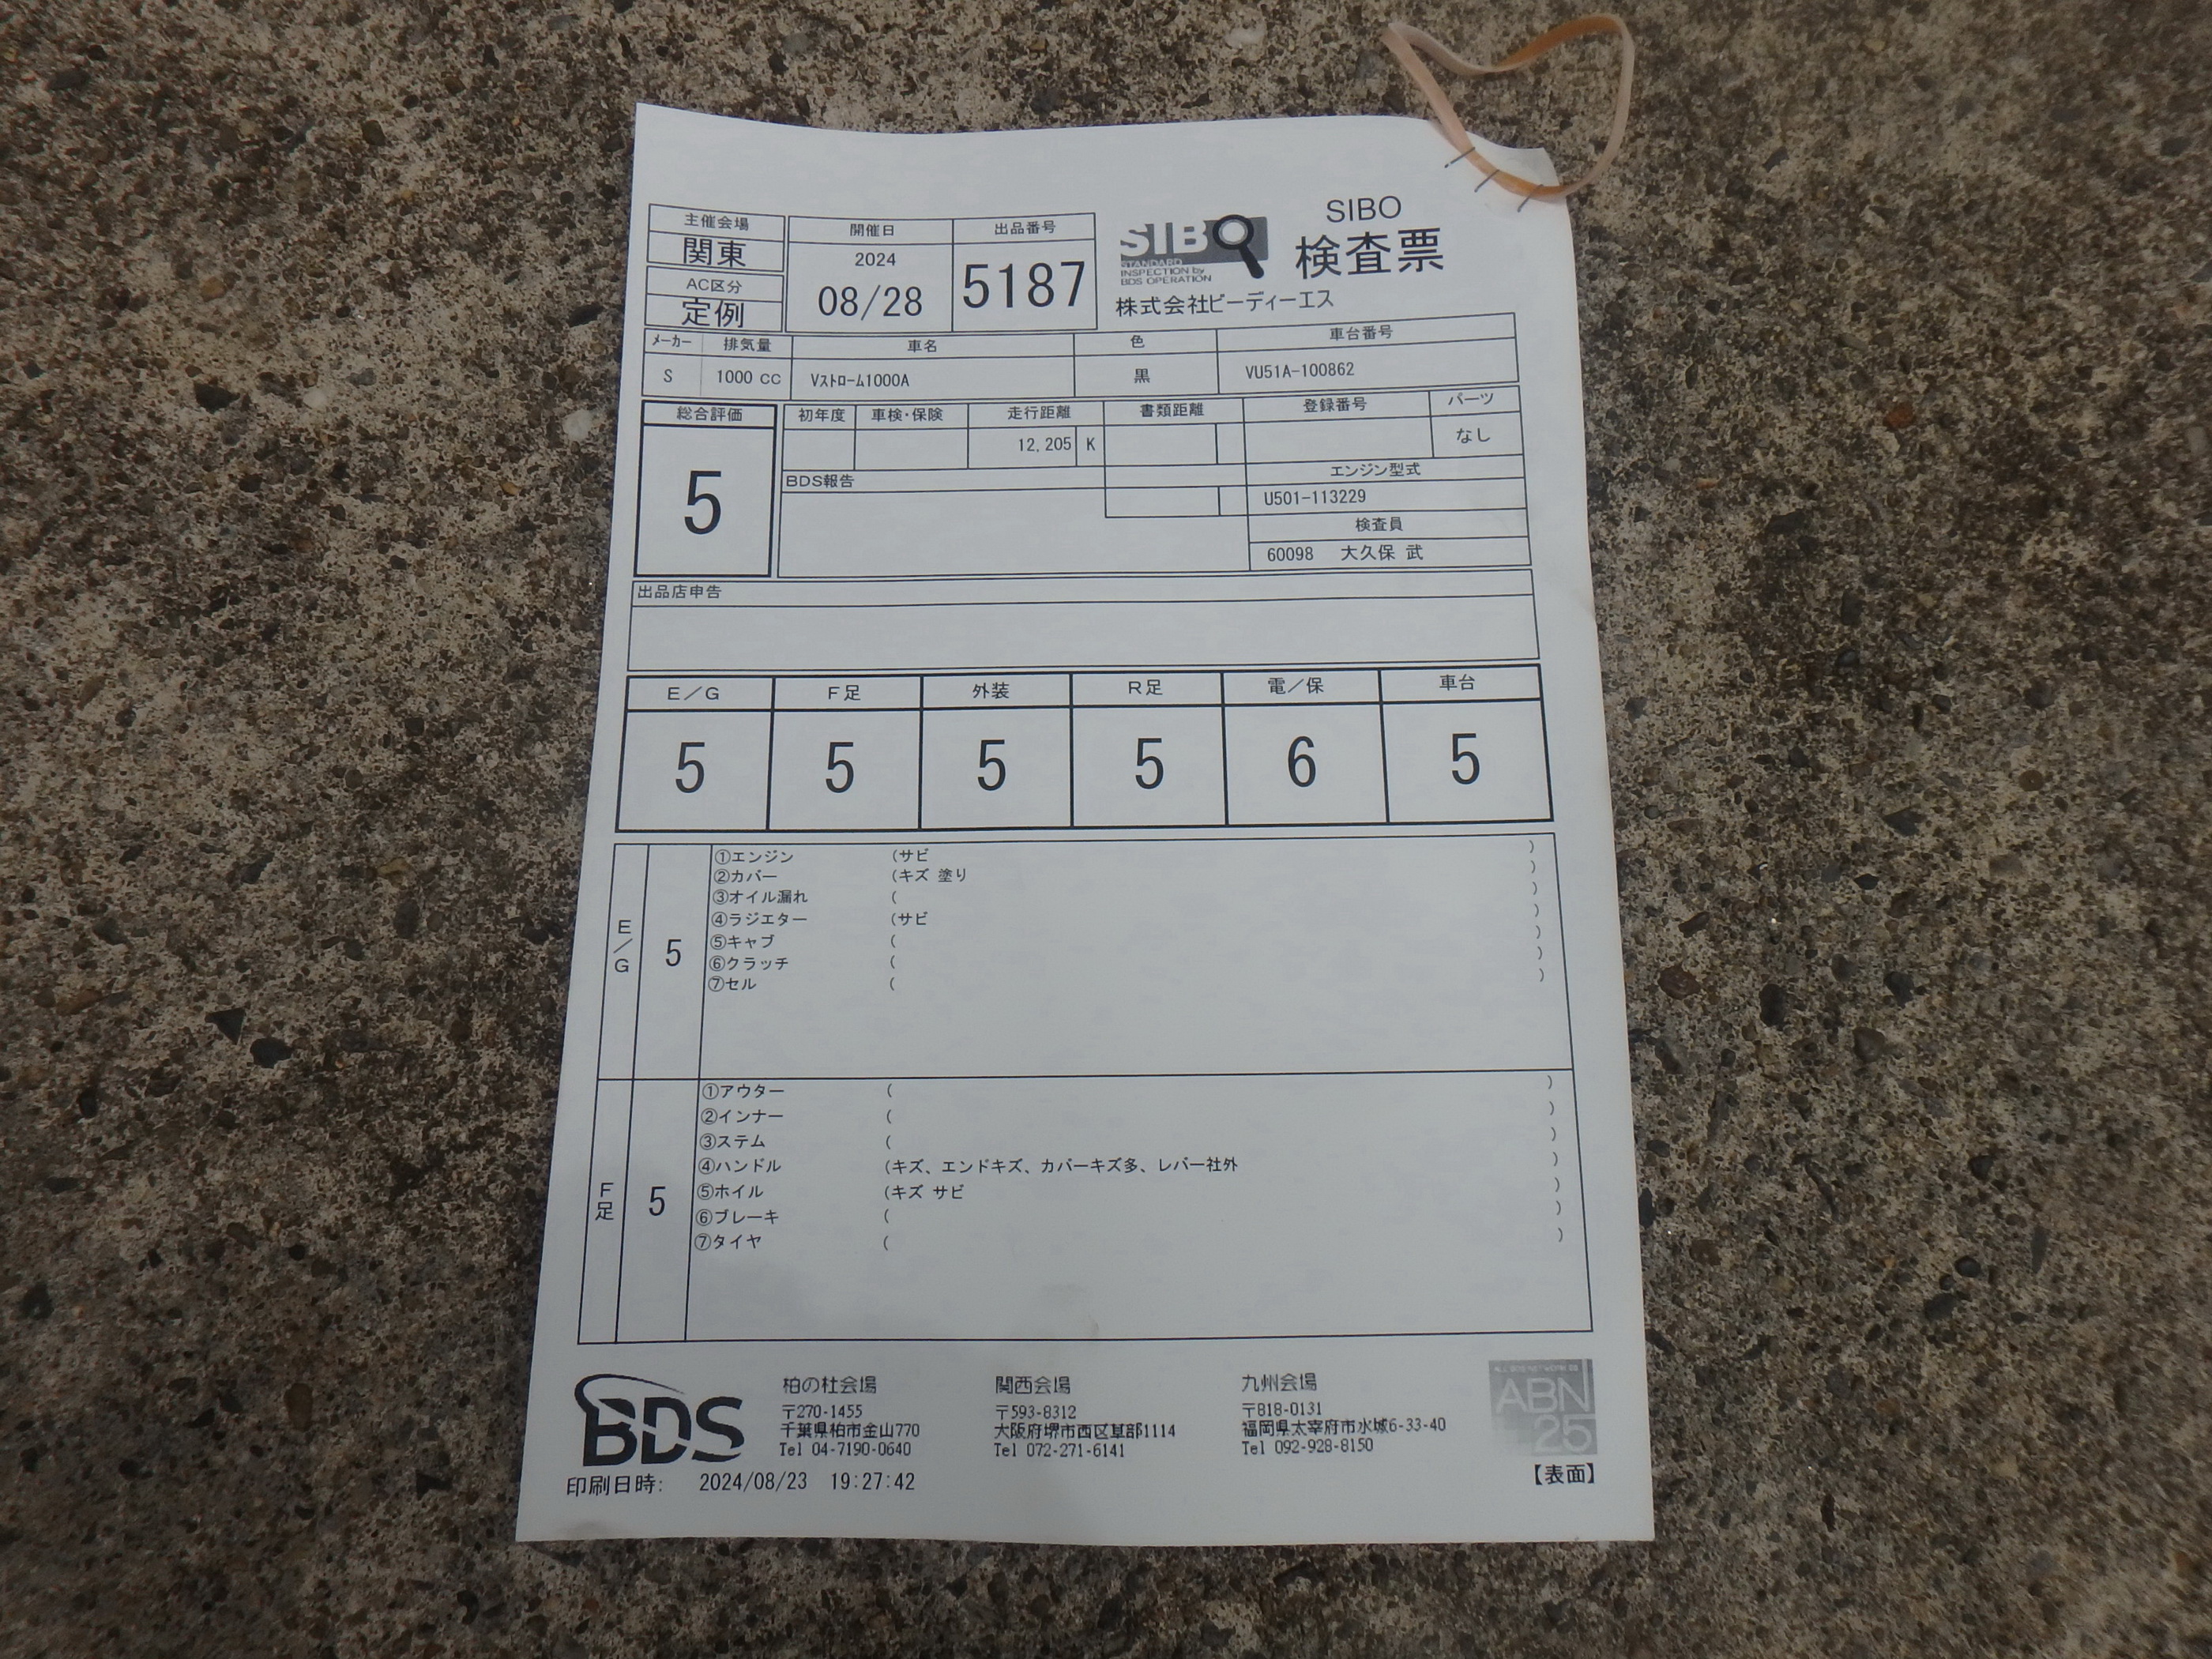 主催会場
関東
AC区分
定例
開催日
2024
08/28
出品番号
5187
SIBO
STANDARD
INSPECTION by
BDS OPERATION
SIBO
検査票
株式会社ビーディーエス
メーカー 排気量 車名 色 車台番号
S 1000 CC Vストローム1000A 黒 VU51A-100862
総合評価 初年度 車検・保険 走行距離 書類距離 登録番号 パーツ
5 12,205 K なし
BDS報告
エンジン型式
U501-113229
検査員
60098 大久保 武
出品店申告
E/G F足 外装 R足 電/保 車台
5 5 5 5 6 5
E/G 5
①エンジン (サビ )
②カバー (キズ 塗り )
③オイル漏れ ( )
④ラジエター (サビ )
⑤キャブ ( )
⑥クラッチ ( )
⑦セル ( )
F足 5
①アウター ( )
②インナー ( )
③ステム ( )
④ハンドル (キズ、エンドキズ、カバーキズ多、レバー社外 )
⑤ホイル (キズ サビ )
⑥ブレーキ ( )
⑦タイヤ ( )
BDS
柏の杜会場
〒270-1455
千葉県柏市金山770
Tel 04-7190-0640
関西会場
〒593-8312
大阪府堺市西区草部1114
Tel 072-271-6141
九州会場
〒818-0131
福岡県太宰府市水城6-33-40
Tel 092-928-8150
ABN
25
【表面】
印刷日時: 2024/08/23 19:27:42